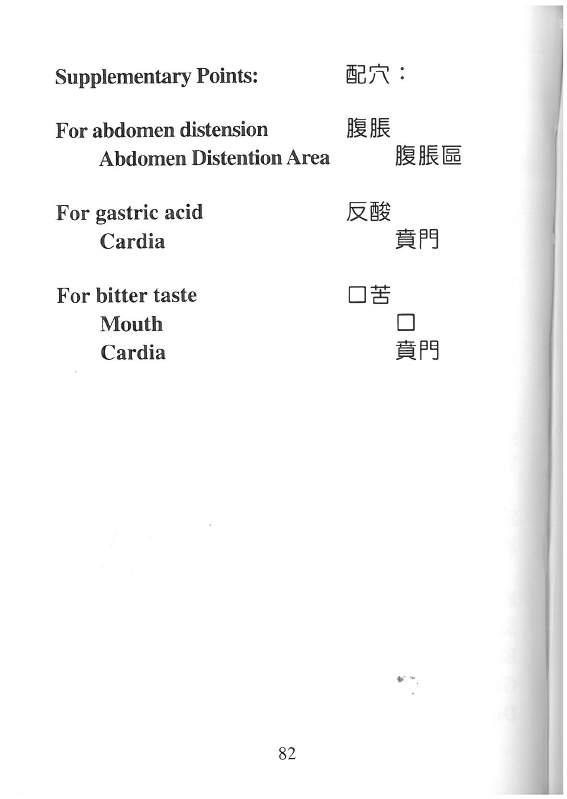 Supplementary Points: 配穴：
For abdomen distension 腹脹
Abdomen Distention Area 腹脹區
For gastric acid 反酸
Cardia 賁門
For bitter taste 口苦
Mouth 口
Cardia 賁門
82